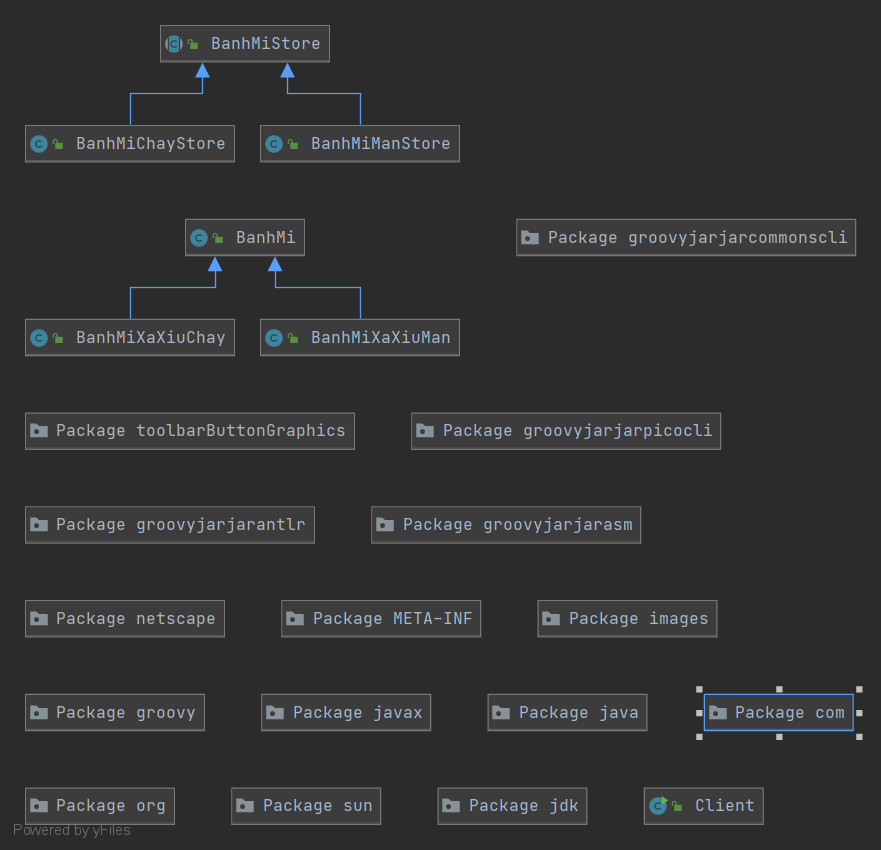 BanhMiStore
BanhMiChayStore
BanhMiManStore
BanhMi
Package groovyjarjarcommonscli
BanhMiXaXiuChay
BanhMiXaXiuMan
Package toolbarButtonGraphics
Package groovyjarjarpicocli
Package groovyjarjarantlr
Package groovyjarjarasm
Package netscape
Package META-INF
Package images
Package groovy
Package javax
Package java
Package com
Package org
Package sun
Package jdk
Client
Powered by yFiles